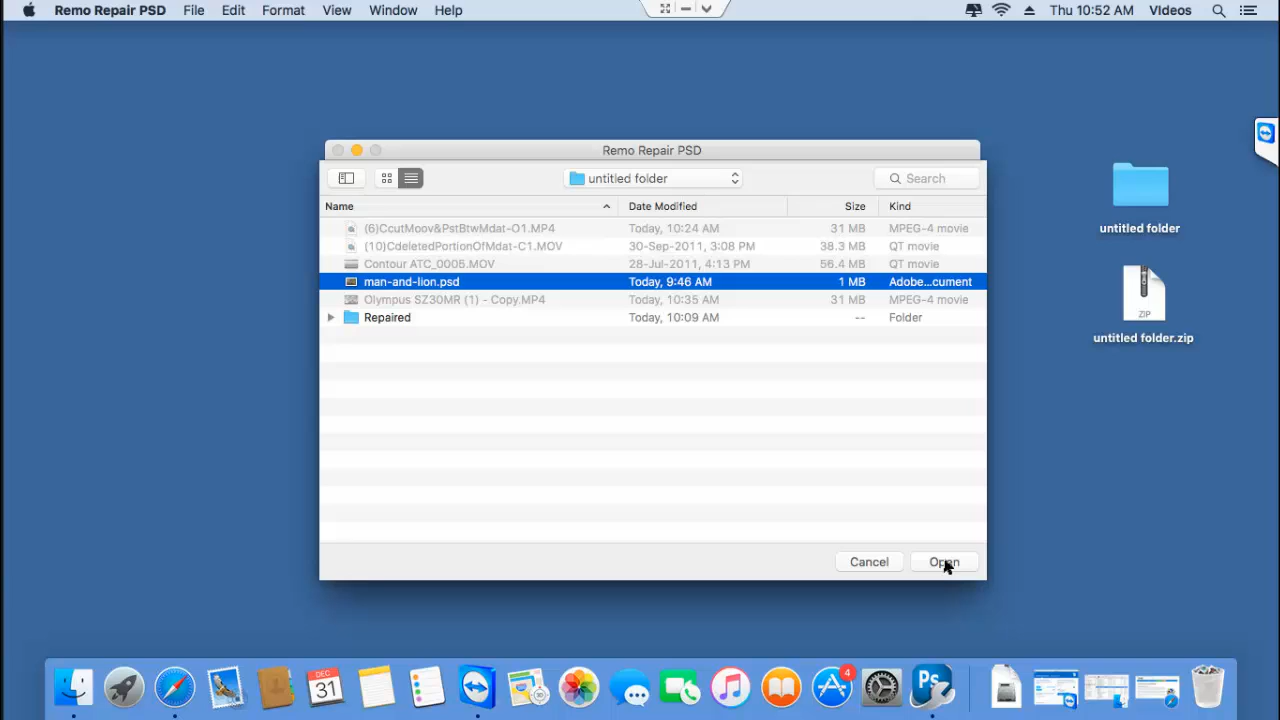 Remo Repair PSD File Edit Format View Window Help Thu 10:52 AM VIdeos
Remo Repair PSD
untitled folder Search
Name Date Modified Size Kind
(6)CcutMoov&PstBtwMdat-O1.MP4 Today, 10:24 AM 31 MB MPEG-4 movie
(10)CdeletedPortionOfMdat-C1.MOV 30-Sep-2011, 3:08 PM 38.3 MB QT movie
Contour ATC_0005.MOV 28-Jul-2011, 4:13 PM 56.4 MB QT movie
man-and-lion.psd Today, 9:46 AM 1 MB Adobe...cument
Olympus SZ30MR (1) - Copy.MP4 Today, 10:35 AM 31 MB MPEG-4 movie
Repaired Today, 10:09 AM -- Folder
Cancel Open
untitled folder
ZIP
untitled folder.zip
DEC
31
4
Ps